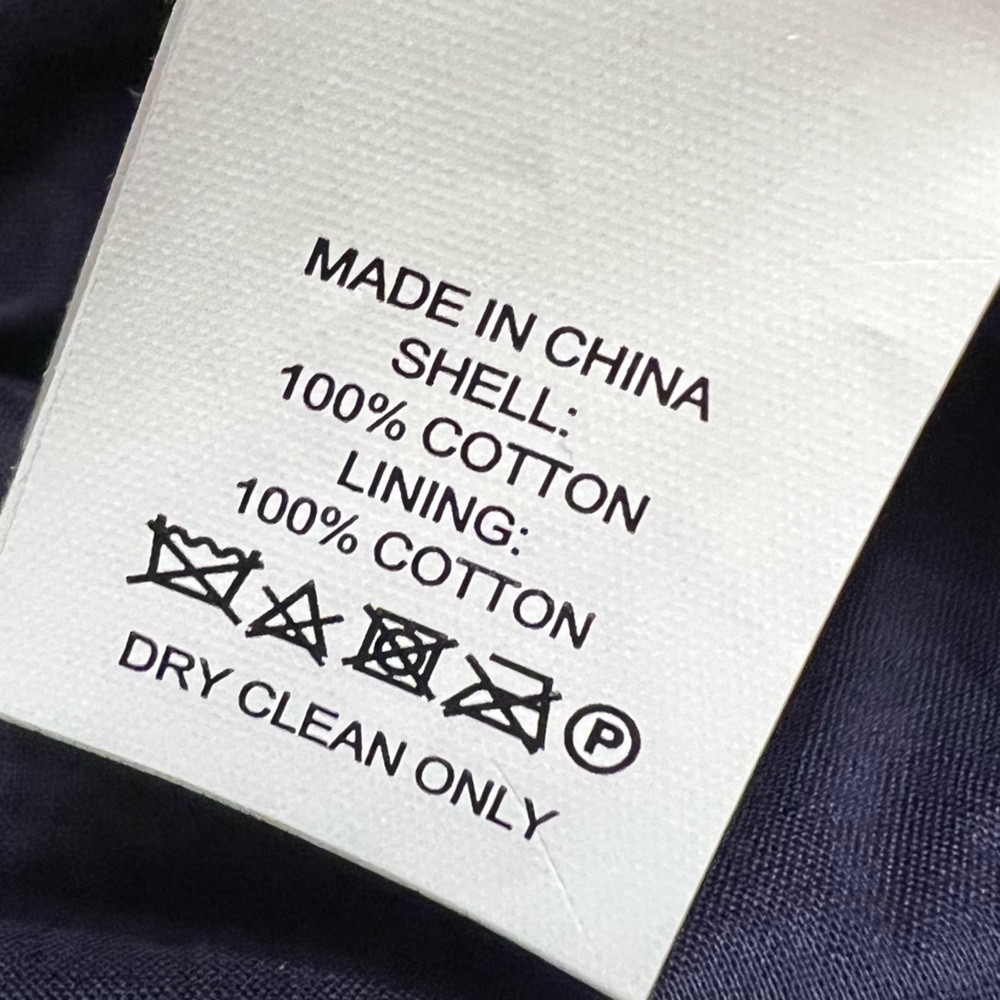 MADE IN CHINA
SHELL:
100% COTTON
LINING:
100% COTTON
P
DRY CLEAN ONLY